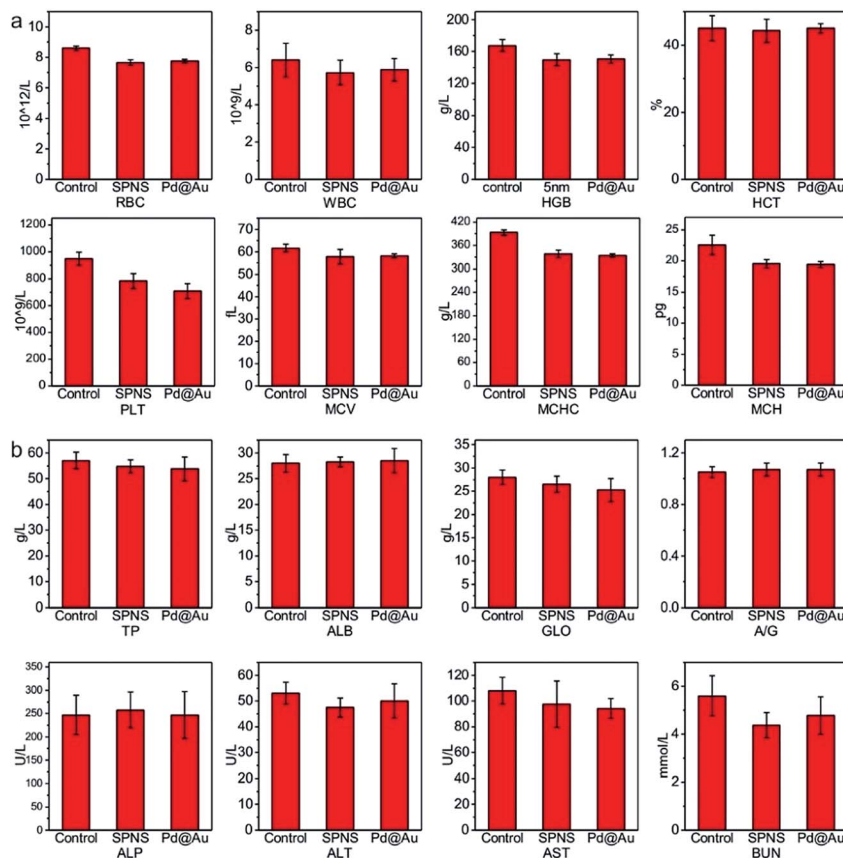 a
10^12/L
0
2
4
6
8
10
12
Control SPNS Pd@Au
RBC
10^9/L
0
2
4
6
8
Control SPNS Pd@Au
WBC
g/L
0
40
80
120
160
200
control 5nm Pd@Au
HGB
%
0
20
40
Control SPNS Pd@Au
HCT
10^9/L
0
200
400
600
800
1000
1200
Control SPNS Pd@Au
PLT
fL
0
10
20
30
40
50
60
70
Control SPNS Pd@Au
MCV
g/L
0
60
120
180
240
300
360
420
Control SPNS Pd@Au
MCHC
pg
0
5
10
15
20
25
Control SPNS Pd@Au
MCH
b
g/L
0
10
20
30
40
50
60
Control SPNS Pd@Au
TP
g/L
0
5
10
15
20
25
30
Control SPNS Pd@Au
ALB
g/L
0
5
10
15
20
25
30
35
Control SPNS Pd@Au
GLO
0.0
0.4
0.8
1.2
Control SPNS Pd@Au
A/G
U/L
0
50
100
150
200
250
300
350
Control SPNS Pd@Au
ALP
U/L
0
10
20
30
40
50
60
Control SPNS Pd@Au
ALT
U/L
0
20
40
60
80
100
120
Control SPNS Pd@Au
AST
mmol/L
0
2
4
6
Control SPNS Pd@Au
BUN